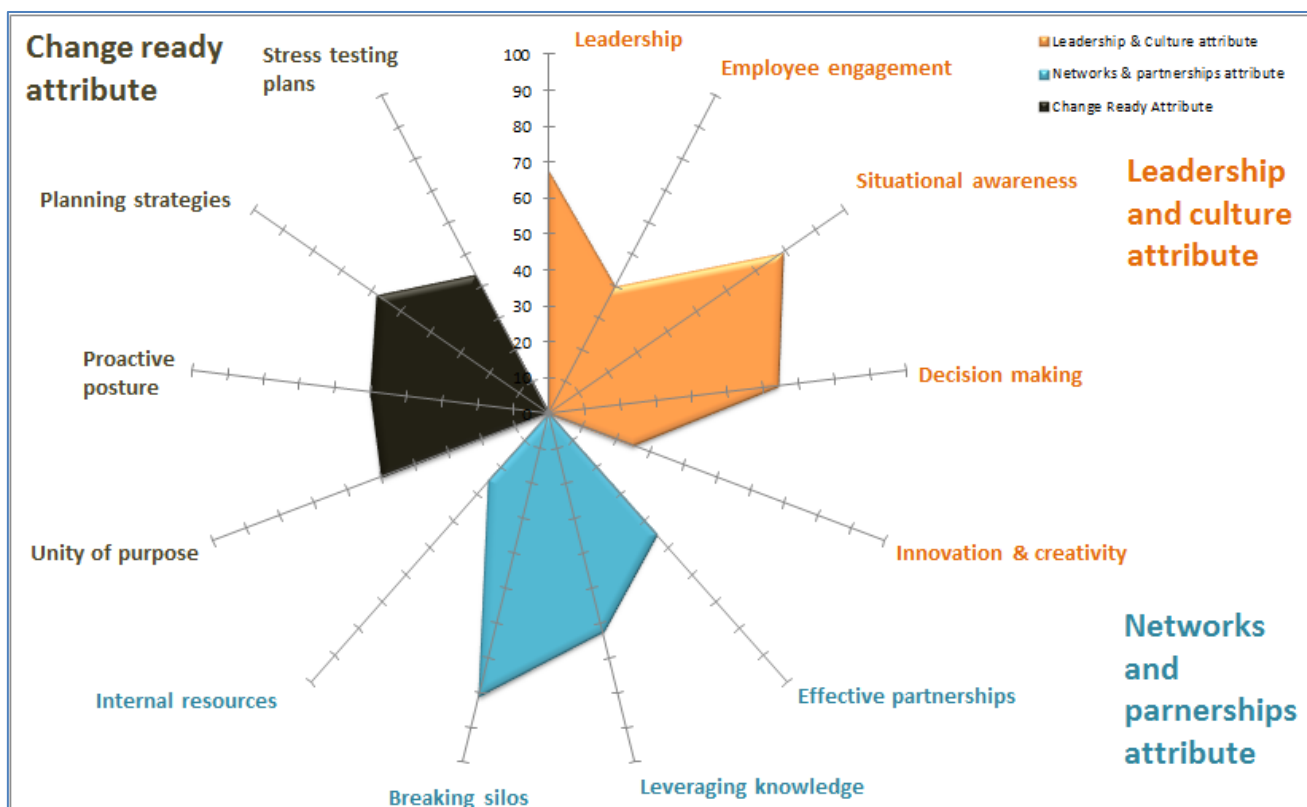 Change ready
attribute
Stress testing
plans
Leadership
Employee engagement
Leadership & Culture attribute
Networks & partnerships attribute
Change Ready Attribute
100
90
80
70
60
50
40
30
20
10
0
Planning strategies
Situational awareness
Leadership
and culture
attribute
Proactive
posture
Decision making
Unity of purpose
Innovation & creativity
Internal resources
Effective partnerships
Networks
and
parnerships
attribute
Breaking silos
Leveraging knowledge